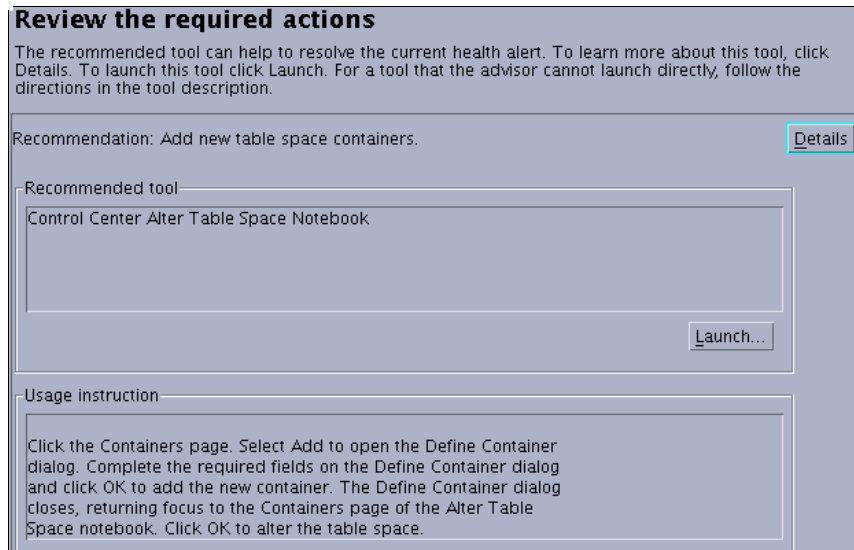 Review the required actions
The recommended tool can help to resolve the current health alert. To learn more about this tool, click
Details. To launch this tool click Launch. For a tool that the advisor cannot launch directly, follow the
directions in the tool description.
Recommendation: Add new table space containers.
Details
Recommended tool
Control Center Alter Table Space Notebook
Launch...
Usage instruction
Click the Containers page. Select Add to open the Define Container
dialog. Complete the required fields on the Define Container dialog
and click OK to add the new container. The Define Container dialog
closes, returning focus to the Containers page of the Alter Table
Space notebook. Click OK to alter the table space.